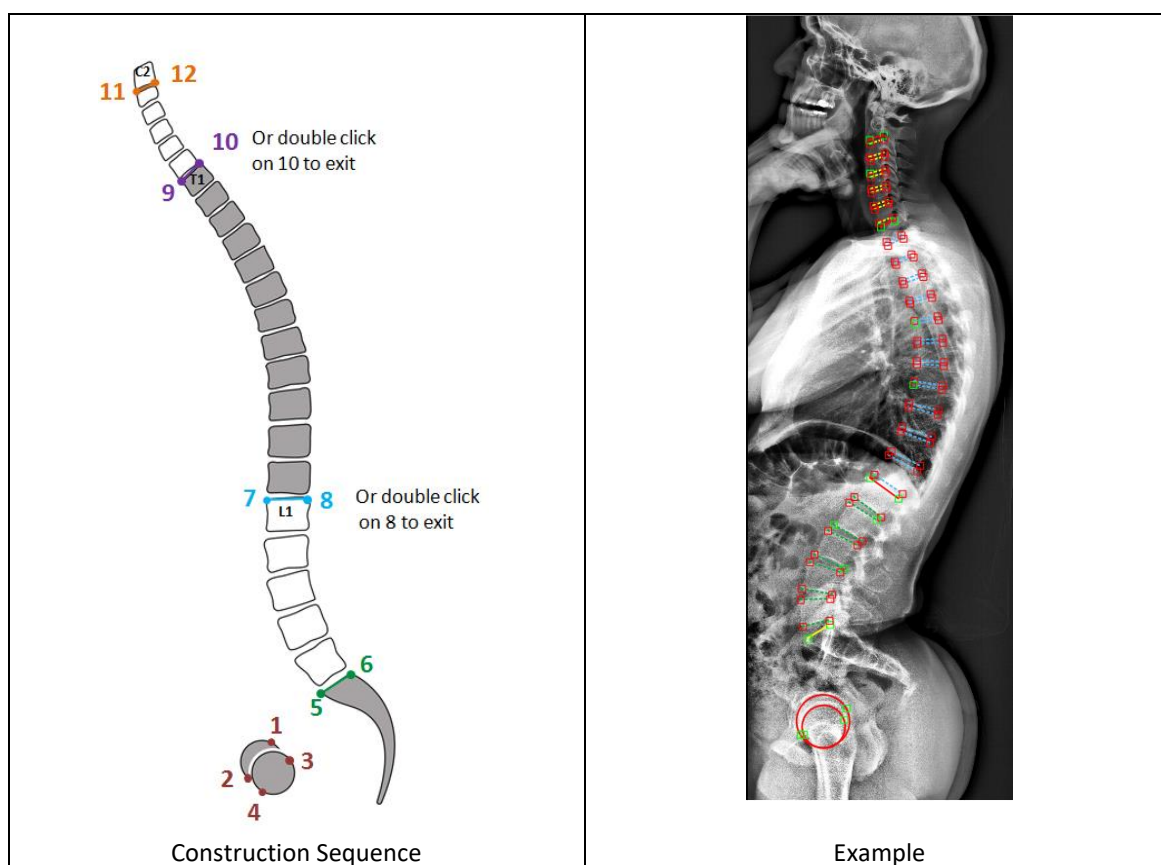 C2
12
11
10
Or double click
on 10 to exit
9
T1
7
8
Or double click
on 8 to exit
L1
6
5
1
3
2
4
Construction Sequence
Example